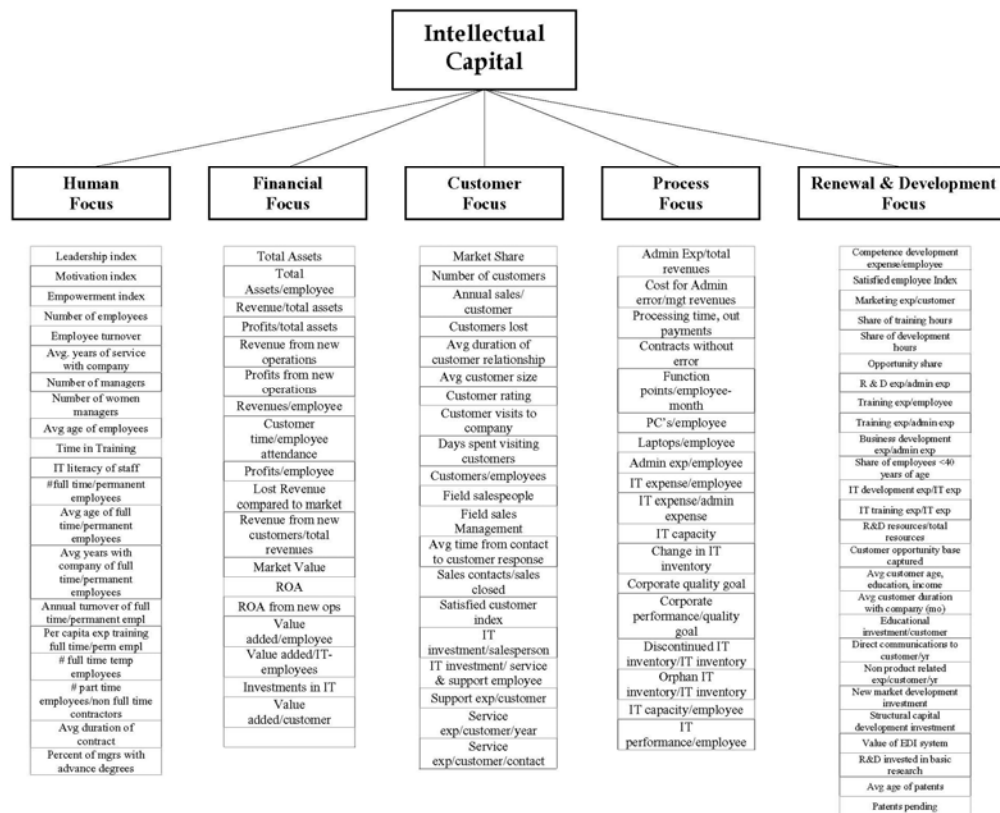 Intellectual
Capital
Human
Focus
Financial
Focus
Customer
Focus
Process
Focus
Renewal & Development
Focus
Leadership index
Motivation index
Empowerment index
Number of employees
Employee turnover
Avg. years of service
with company
Number of managers
Number of women
managers
Avg age of employees
Time in Training
IT literacy of staff
#full time/permanent
employees
Avg age of full
time/permanent
employees
Avg years with
company of full
time/permanent
employees
Annual turnover of full
time/permanent empl
Per capita exp training
full time/perm empl
# full time temp
employees
# part time
employees/non full time
contractors
Avg duration of
contract
Percent of mgrs with
advance degrees
Total Assets
Total
Assets/employee
Revenue/total assets
Profits/total assets
Revenue from new
operations
Profits from new
operations
Revenues/employee
Customer
time/employee
attendance
Profits/employee
Lost Revenue
compared to market
Revenue from new
customers/total
revenues
Market Value
ROA
ROA from new ops
Value
added/employee
Value added/IT-
employees
Investments in IT
Value
added/customer
Market Share
Number of customers
Annual sales/
customer
Customers lost
Avg duration of
customer relationship
Avg customer size
Customer rating
Customer visits to
company
Days spent visiting
customers
Customers/employees
Field salespeople
Field sales
Management
Avg time from contact
to customer response
Sales contacts/sales
closed
Satisfied customer
index
IT
investment/salesperson
IT investment/ service
& support employee
Support exp/customer
Service
exp/customer/year
Service
exp/customer/contact
Admin Exp/total
revenues
Cost for Admin
error/mgt revenues
Processing time, out
payments
Contracts without
error
Function
points/employee-
month
PC's/employee
Laptops/employee
Admin exp/employee
IT expense/employee
IT expense/admin
expense
IT capacity
Change in IT
inventory
Corporate quality goal
Corporate
performance/quality
goal
Discontinued IT
inventory/IT inventory
Orphan IT
inventory/IT inventory
IT capacity/employee
IT
performance/employee
Competence development
expense/employee
Satisfied employee Index
Marketing exp/customer
Share of training hours
Share of development
hours
Opportunity share
R & D exp/admin exp
Training exp/employee
Training exp/admin exp
Business development
exp/admin exp
Share of employees <40
years of age
IT development exp/IT exp
IT training exp/IT exp
R&D resources/total
resources
Customer opportunity base
captured
Avg customer age,
education, income
Avg customer duration
with company (mo)
Educational
investment/customer
Direct communications to
customer/yr
Non product related
exp/customer/yr
New market development
investment
Structural capital
development investment
Value of EDI system
R&D invested in basic
research
Avg age of patents
Patents pending